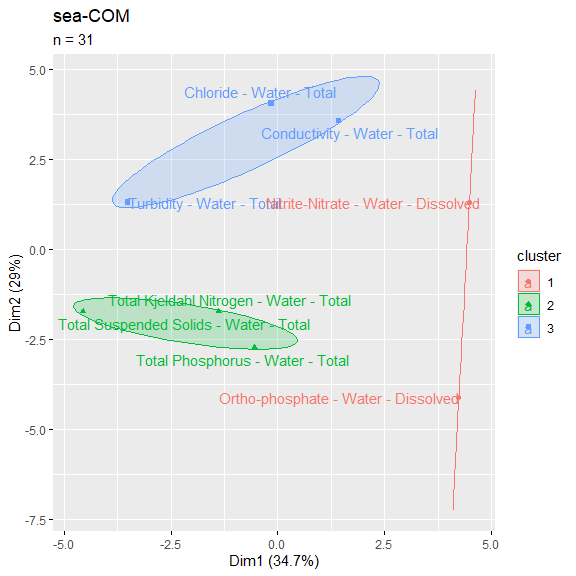 sea-COM
n = 31
5.0
Chloride - Water - Total
Conductivity - Water - Total
2.5
Turbidity - Water - Total
Nitrite-Nitrate - Water - Dissolved
0.0
Total Kjeldahl Nitrogen - Water - Total
Total Suspended Solids - Water - Total
-2.5
Total Phosphorus - Water - Total
Ortho-phosphate - Water - Dissolved
-5.0
-7.5
Dim2 (29%)
-5.0 -2.5 0.0 2.5 5.0
Dim1 (34.7%)
cluster
a 1
a 2
a 3